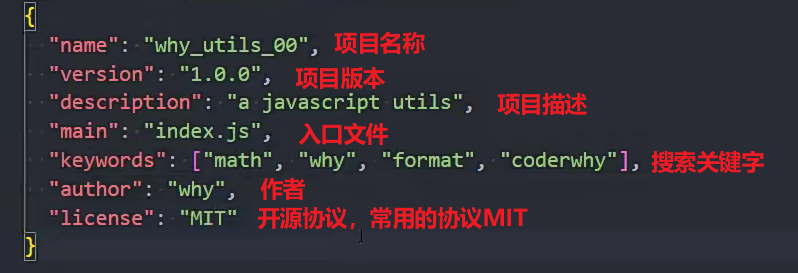 {
"name": "why_utils_00", 项目名称
"version": "1.0.0", 项目版本
"description": "a javascript utils", 项目描述
"main": "index.js", 入口文件
"keywords": ["math", "why", "format", "coderwhy"], 搜索关键字
"author": "why", 作者
"license": "MIT" 开源协议，常用的协议MIT
}